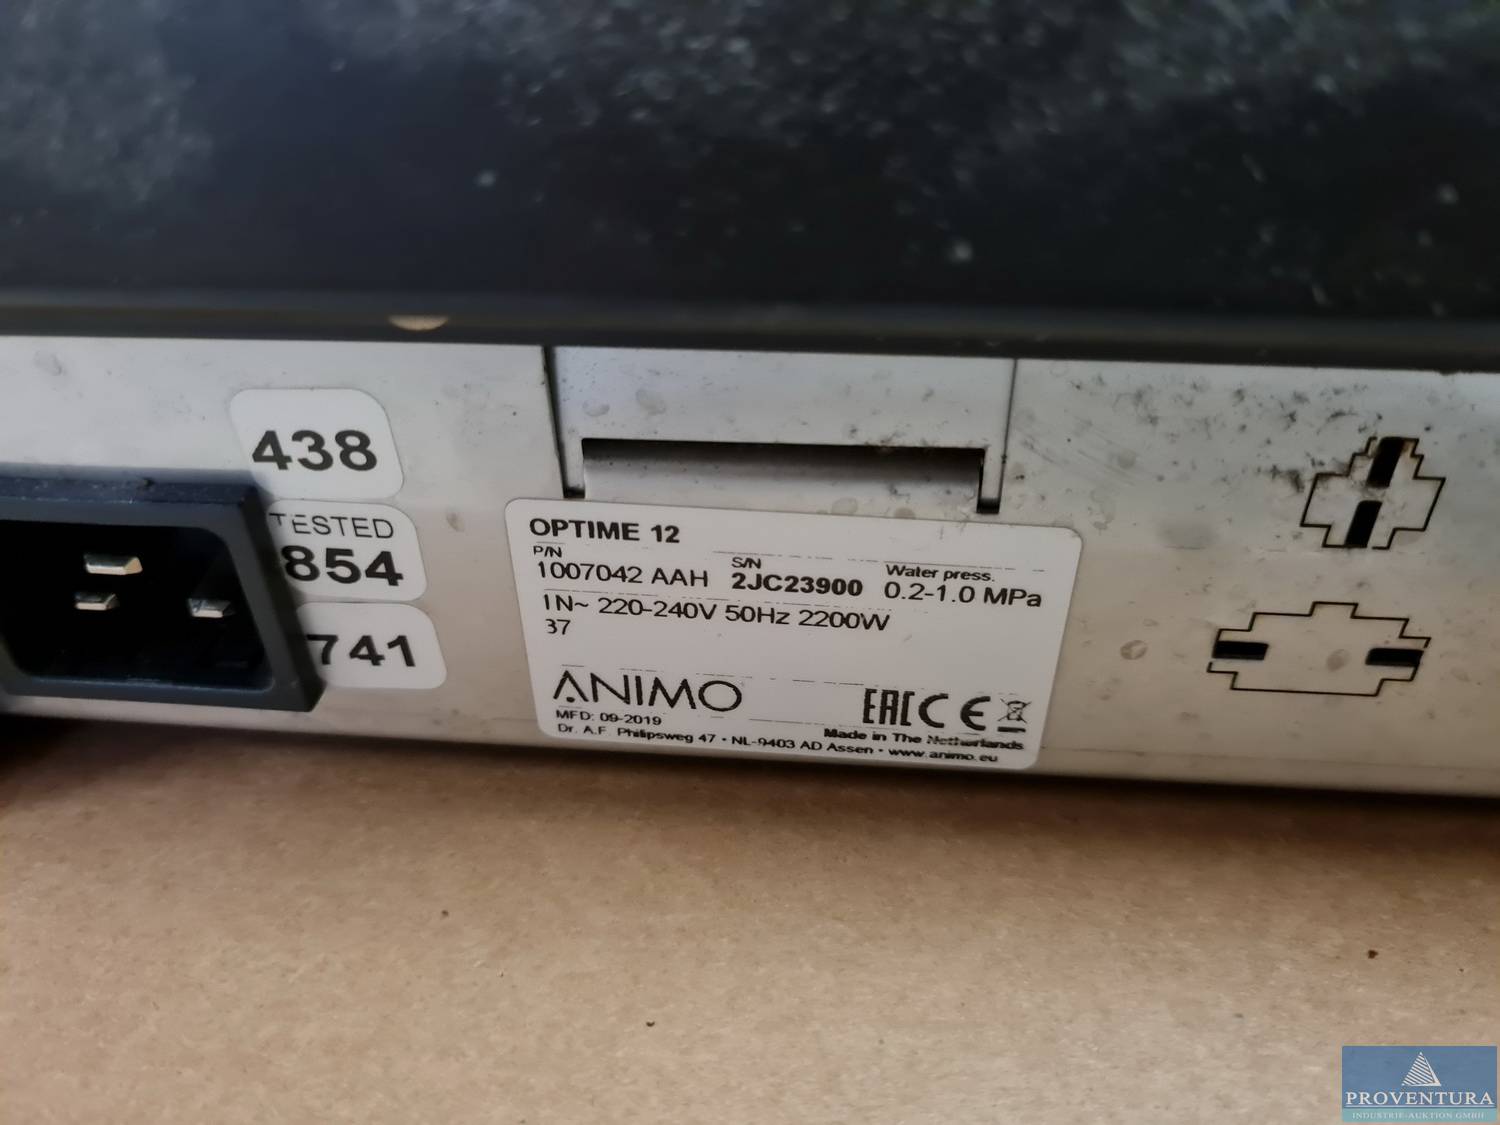 438
TESTED
854
741
OPTIME 12
P/N
1007042 AAH
S/N
2JC23900
Water press.
0.2-1.0 MPa
1N~ 220-240V 50Hz 2200W
37
ANIMO
EAC CE
MFD: 09-2019
Made in The Netherlands
Dr. A.F. Philipsweg 47 • NL-9403 AD Assen • www.animo.eu
PROVENTURA
INDUSTRIE-AUKTION GMBH